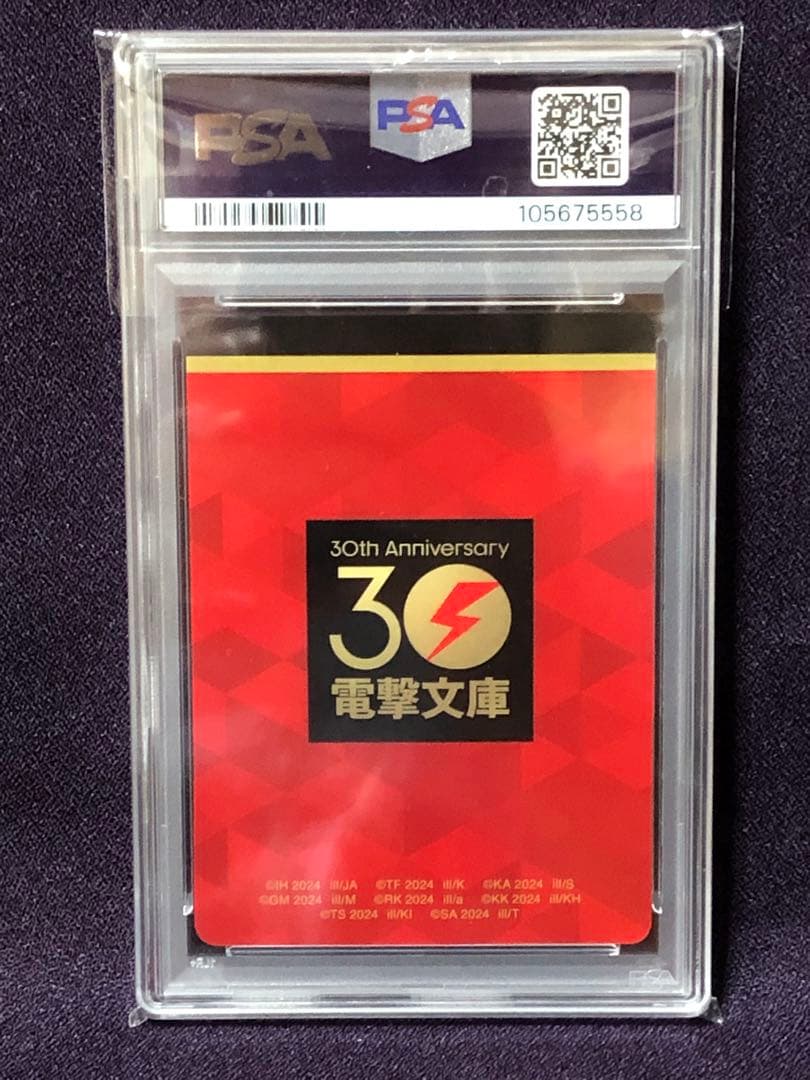 PSA PSA
105675558
30th Anniversary
30
電撃文庫
©IH 2024 ill/JA ©TF 2024 ill/K ©KA 2024 ill/S
©GM 2024 ill/M ©RK 2024 ill/a ©KK 2024 ill/KH
©TS 2024 ill/KI ©SA 2024 ill/T
PSA